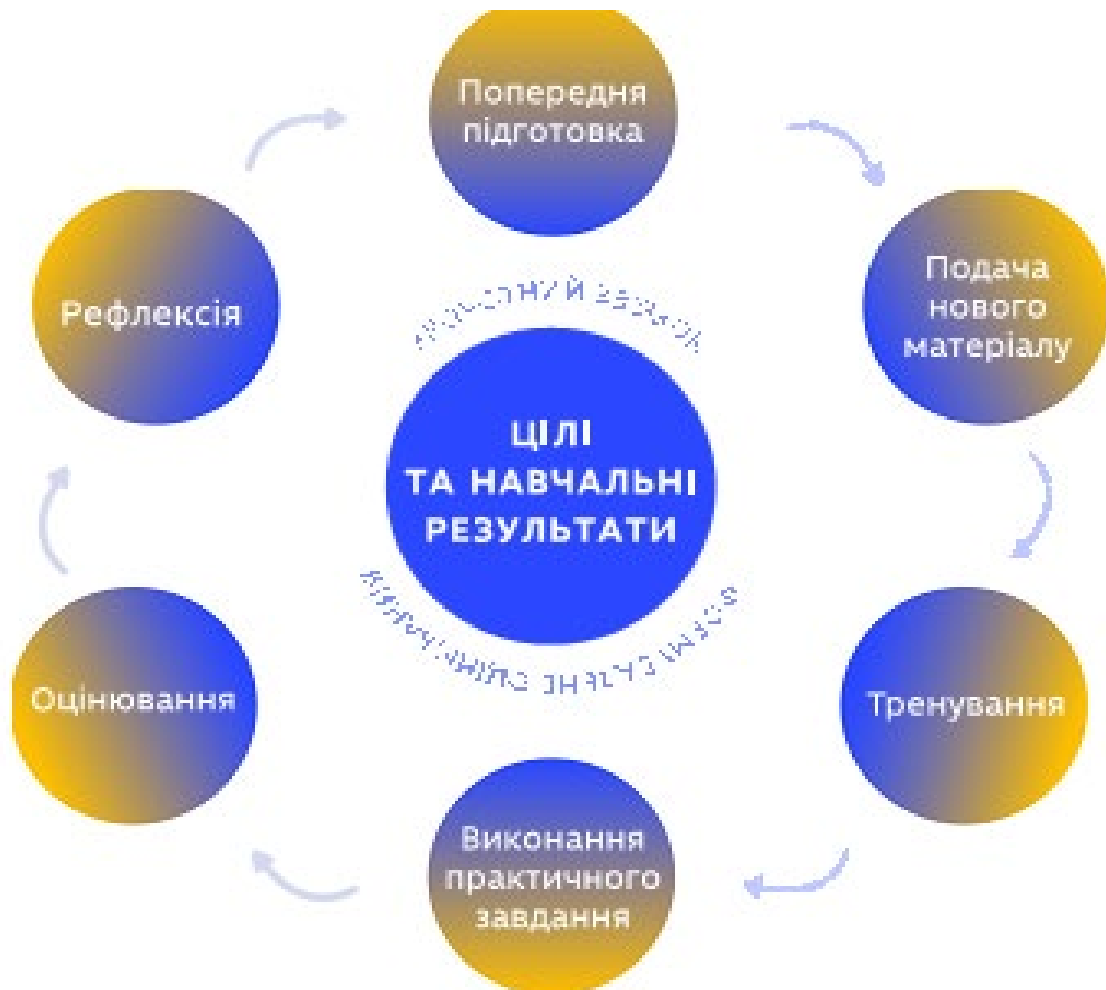 Попередня
підготовка
Подача
нового
матеріалу
Тренування
Виконання
практичного
завдання
Оцінювання
Рефлексія
ЦІЛІ
ТА НАВЧАЛЬНІ
РЕЗУЛЬТАТИ